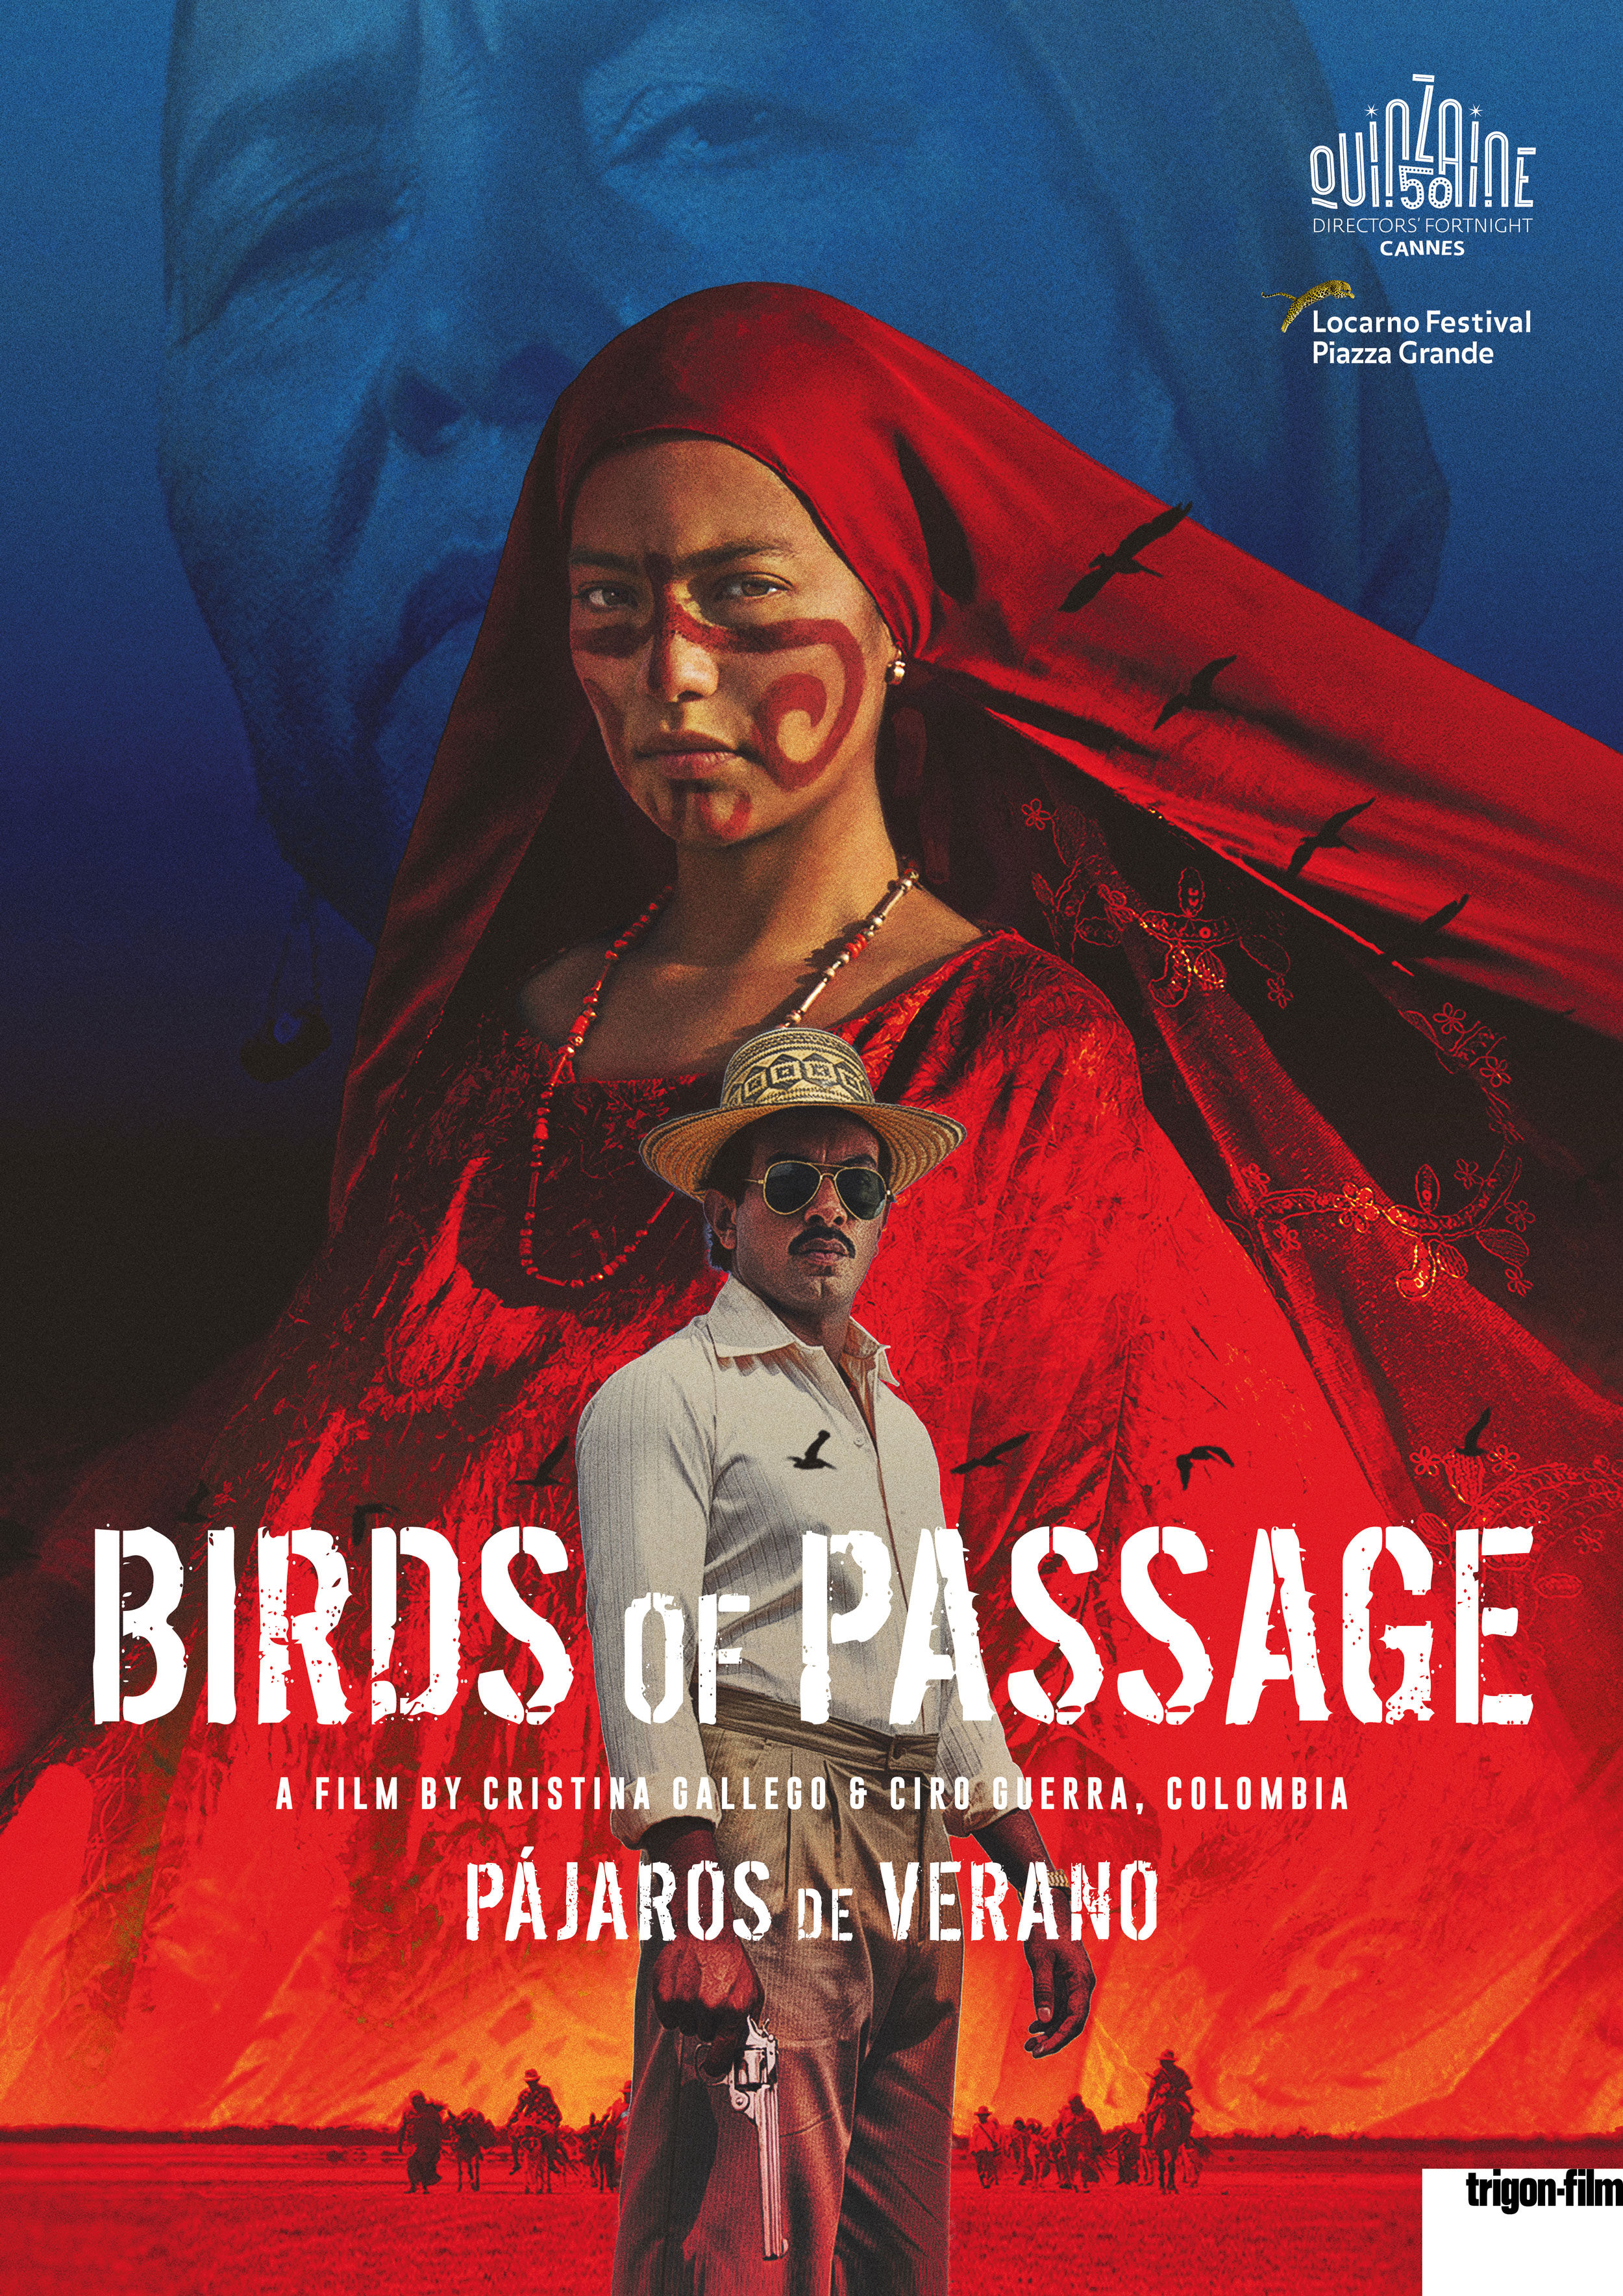 QUINZAINE
50
DIRECTORS' FORTNIGHT
CANNES
Locarno Festival
Piazza Grande
BIRDS OF PASSAGE
A FILM BY CRISTINA GALLEGO & CIRO GUERRA, COLOMBIA
PÁJAROS DE VERANO
trigon-film